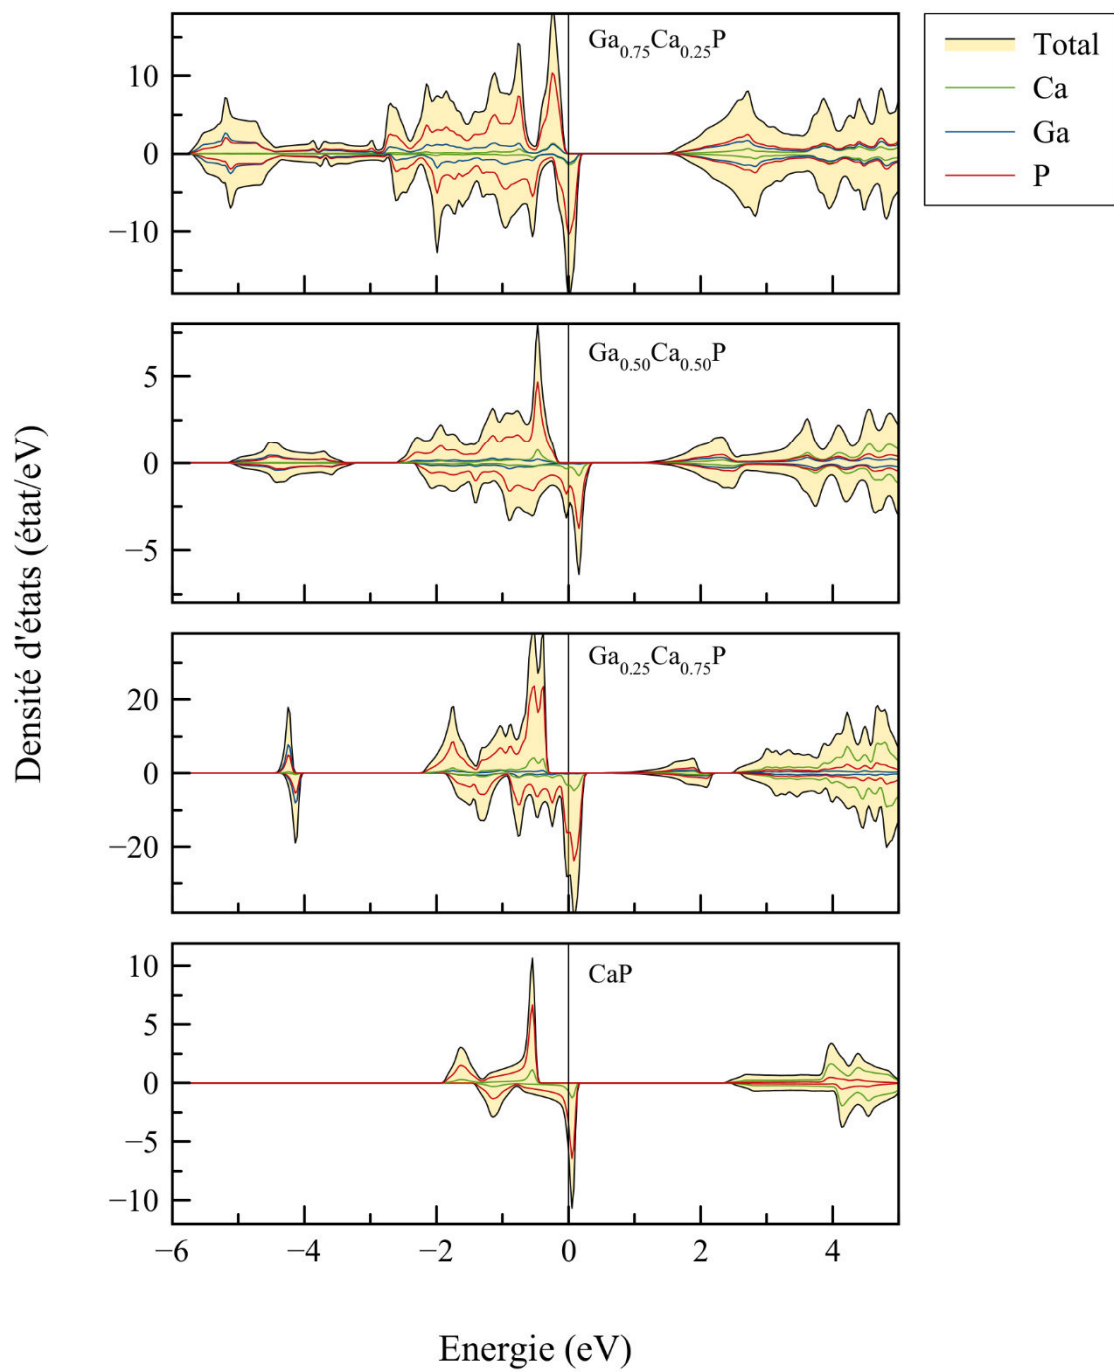 Ga0.75Ca0.25P
10
0
−10
Total
Ca
Ga
P
Ga0.50Ca0.50P
5
0
−5
Ga0.25Ca0.75P
20
0
−20
CaP
10
5
0
−5
−10
−6 −4 −2 0 2 4
Densité d'états (état/eV)
Energie (eV)